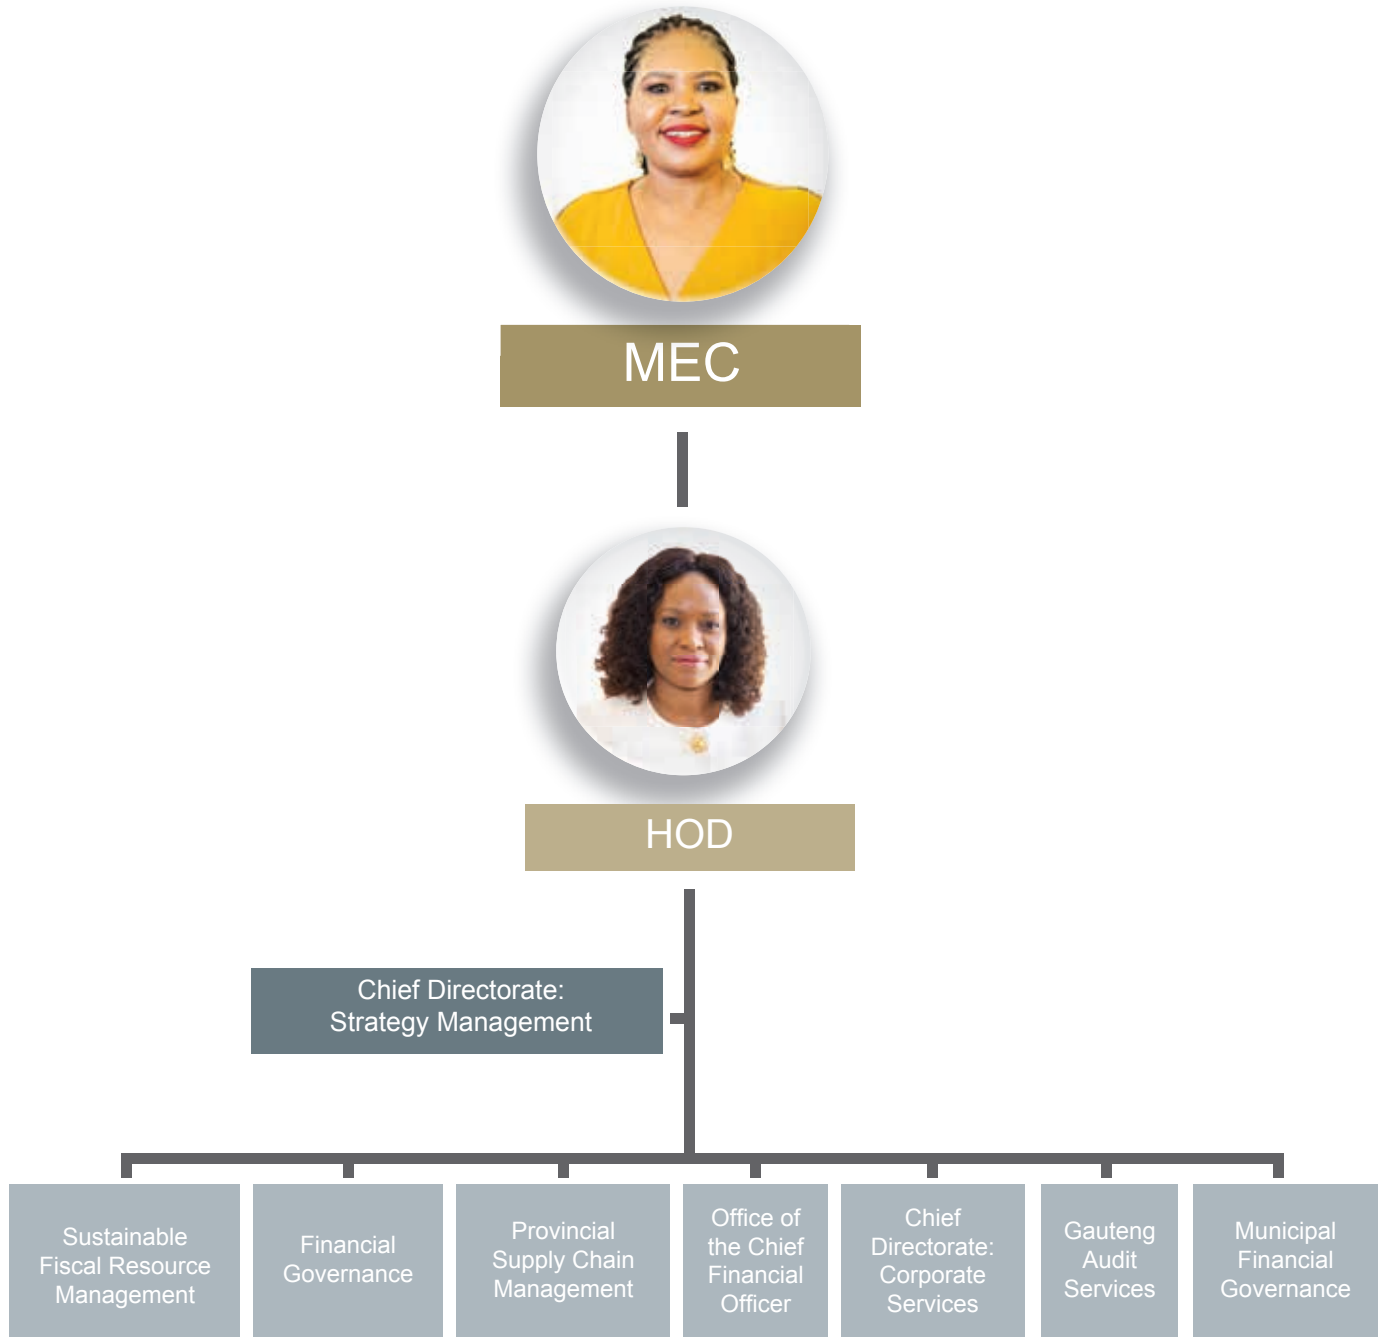 MEC
HOD
Chief Directorate:
Strategy Management
Sustainable
Fiscal Resource
Management
Financial
Governance
Provincial
Supply Chain
Management
Office of
the Chief
Financial
Officer
Chief
Directorate:
Corporate
Services
Gauteng
Audit
Services
Municipal
Financial
Governance